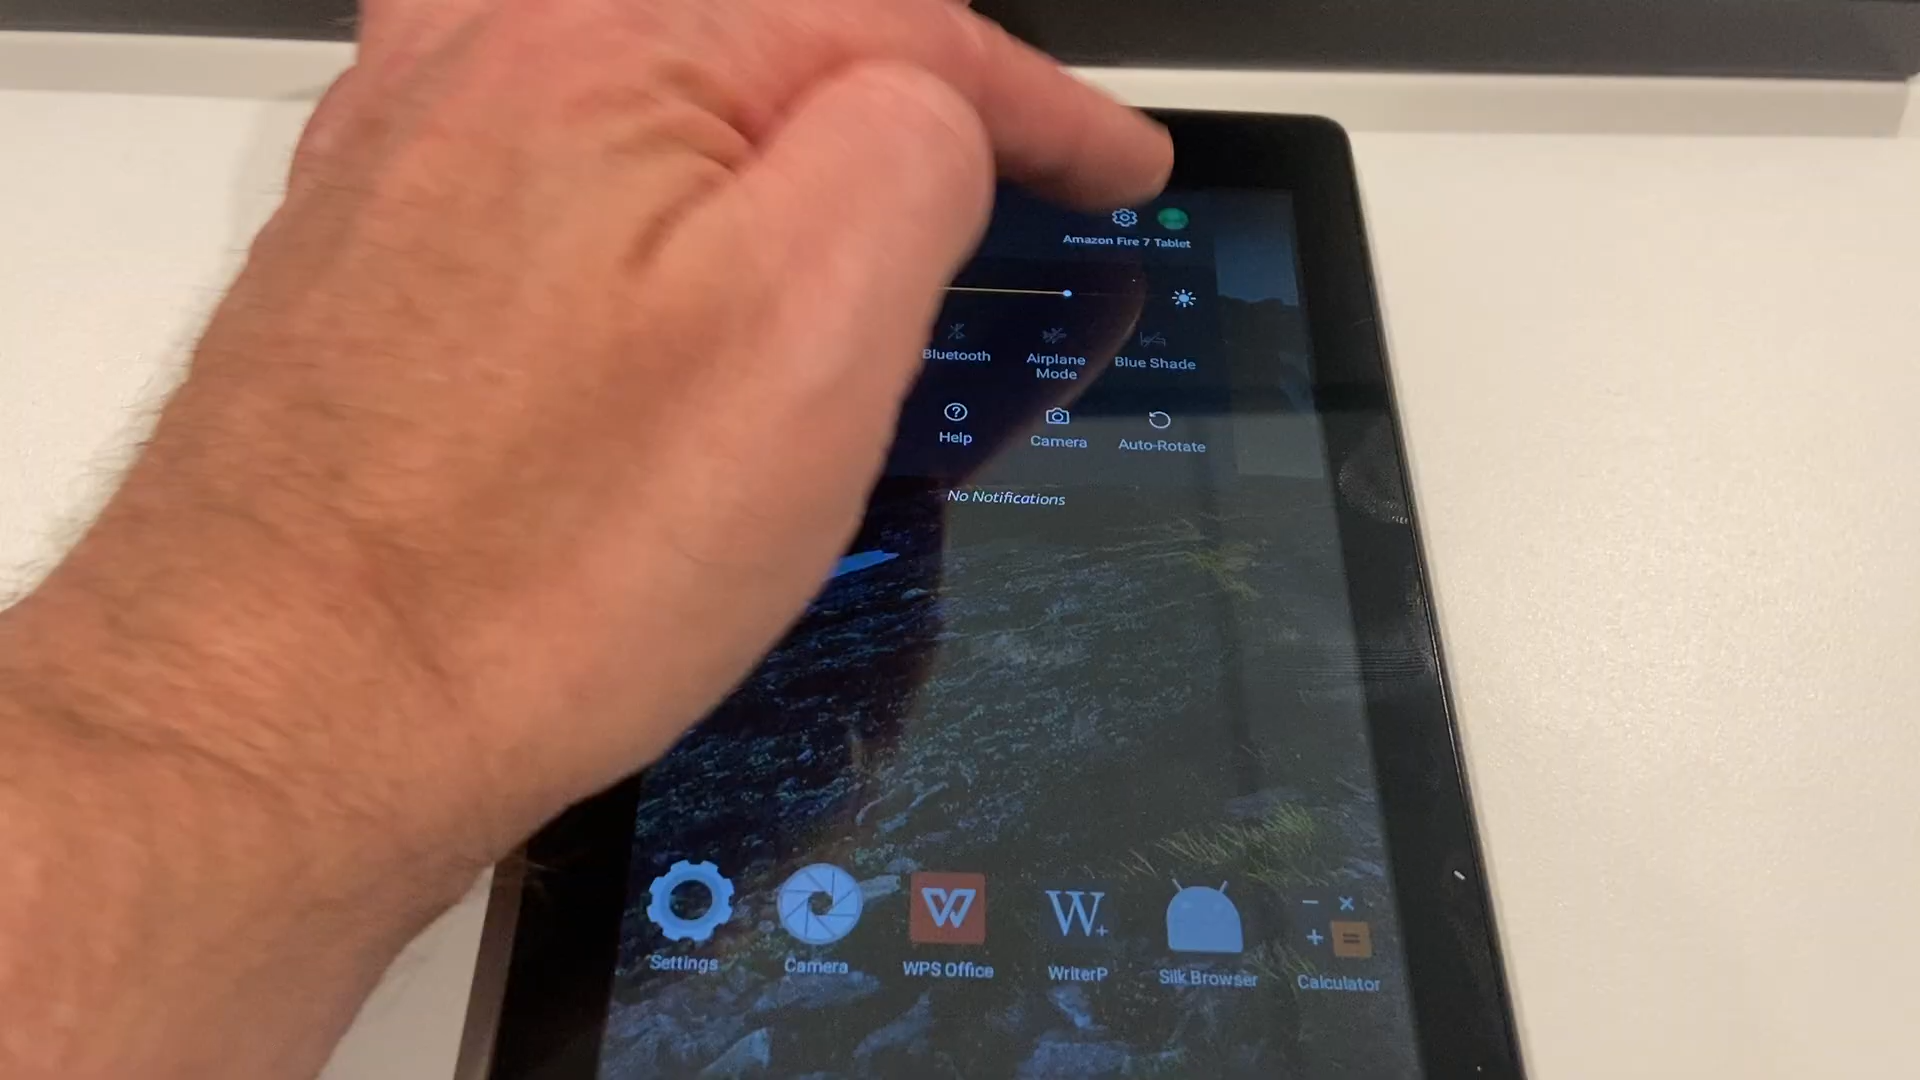 Amazon Fire 7 Tablet
Bluetooth
Airplane
Mode
Blue Shade
Help
Camera
Auto-Rotate
No Notifications
W+
Settings
Camera
WPS Office
WriterP
Silk Browser
Calculator